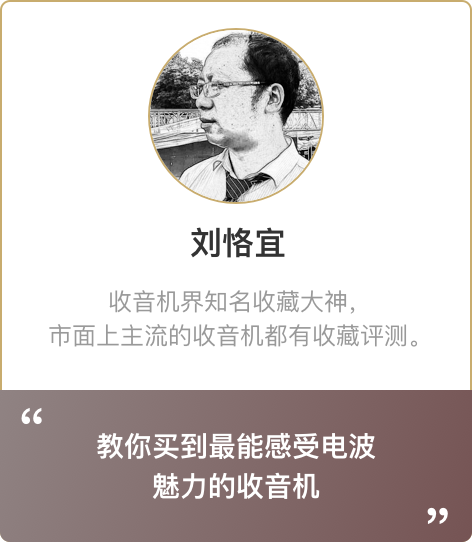 刘恪宜
收音机界知名收藏大神，
市面上主流的收音机都有收藏评测。
“
教你买到最能感受电波
魅力的收音机
”